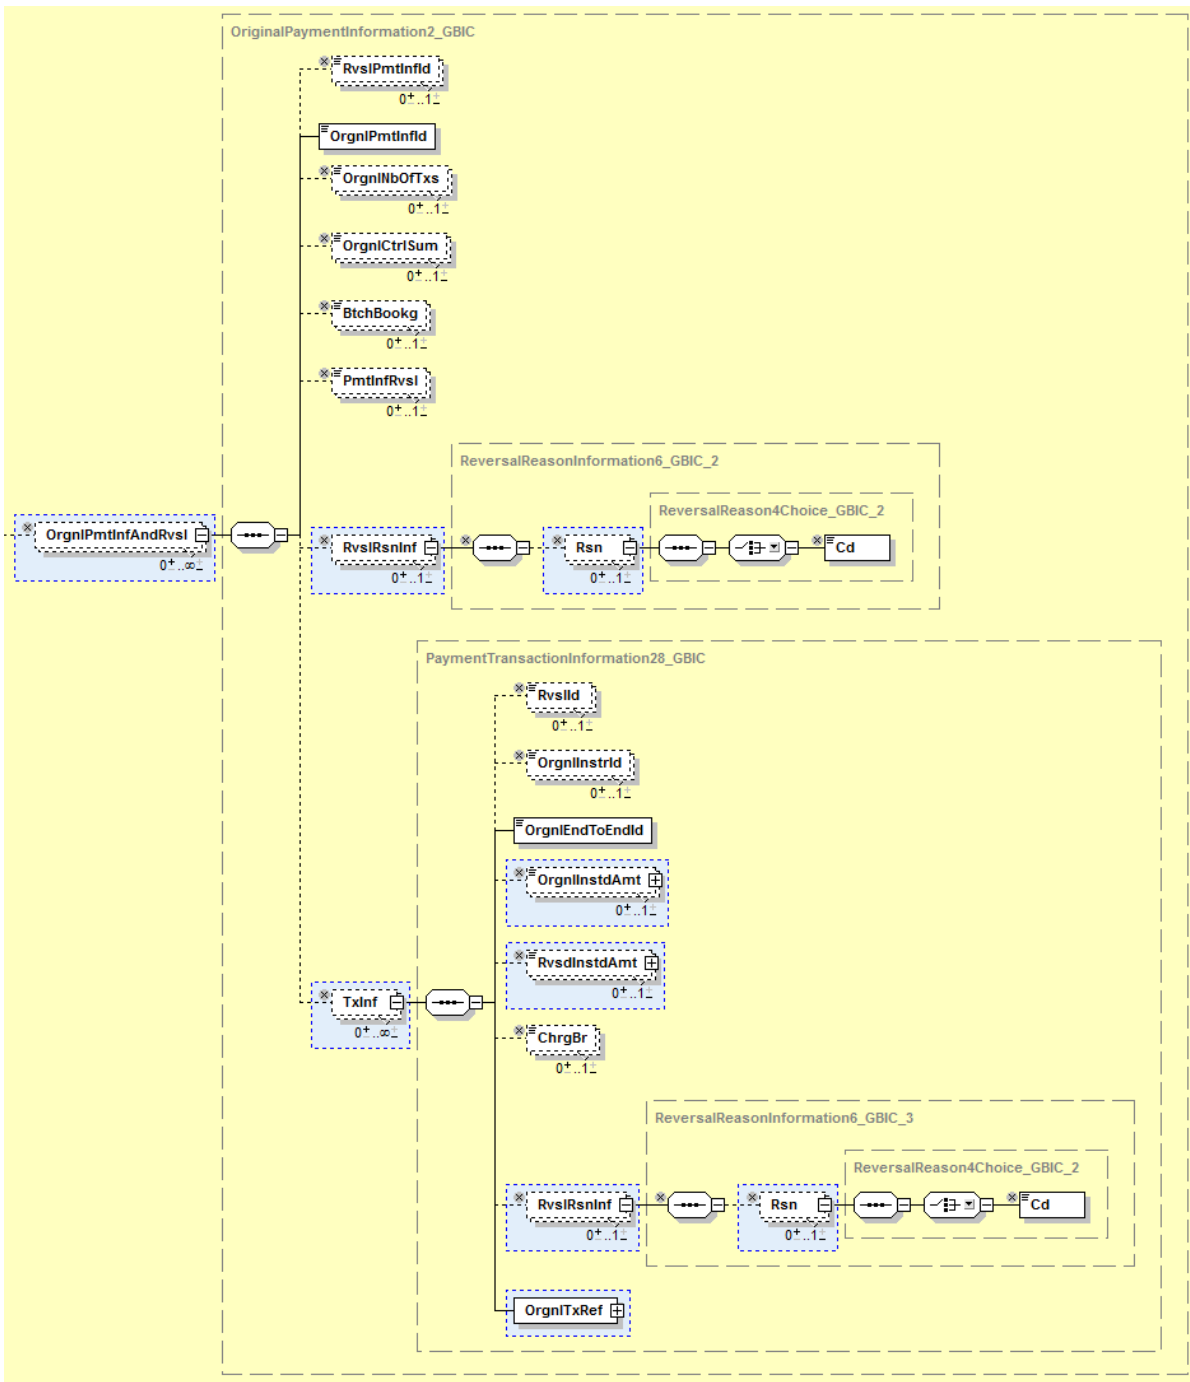 OriginalPaymentInformation2_GBIC
RvslPmtInfId
0+..1+
OrgnlPmtInfId
OrgnlNbOfTxs
0+..1+
OrgnlCtrlSum
0+..1+
BtchBookg
0+..1+
PmtInfRvsl
0+..1+
ReversalReasonInformation6_GBIC_2
ReversalReason4Choice_GBIC_2
OrgnlPmtInfAndRvsl
0+..∞+
RvslRsnInf
0+..1+
Rsn
0+..1+
Cd
PaymentTransactionInformation28_GBIC
RvslId
0+..1+
OrgnlInstrId
0+..1+
OrgnlEndToEndId
OrgnlInstdAmt
0+..1+
RvsdInstdAmt
0+..1+
TxInf
0+..∞+
ChrgBr
0+..1+
ReversalReasonInformation6_GBIC_3
ReversalReason4Choice_GBIC_2
RvslRsnInf
0+..1+
Rsn
0+..1+
Cd
OrgnlTxRef